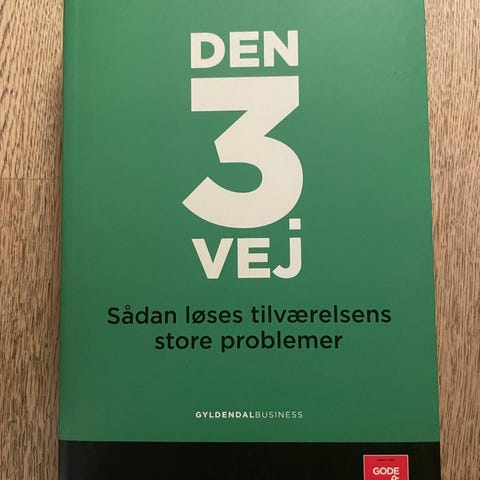 DEN
3
VEJ
Sådan løses tilværelsens
store problemer
GYLDENDALBUSINESS
GODE